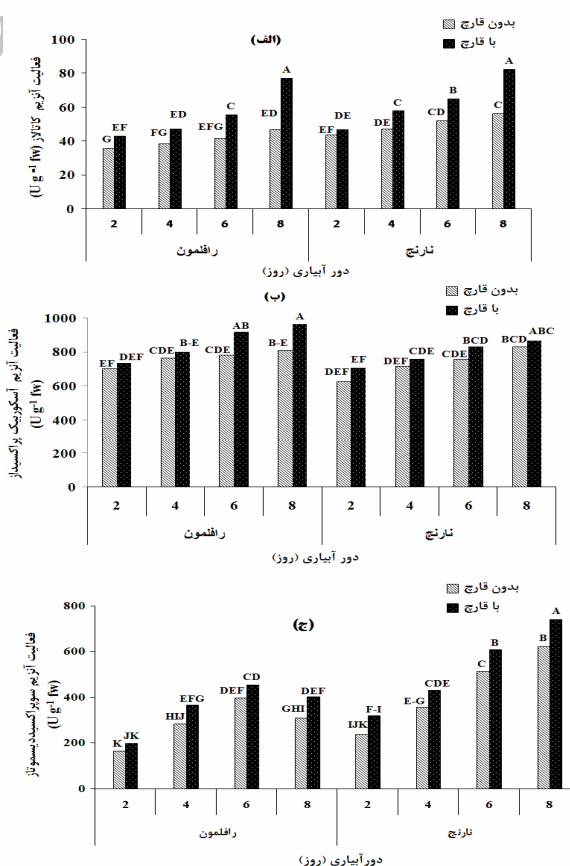 (الف)
بدون قارچ
با قارچ
فعالیت آنزیم کاتالاز
(U g -1 fw)
100
80
60
40
20
0
G EF FG ED EFG C ED A EF DE DE C CD B C A
2 4 6 8 2 4 6 8
رافلمون نارنج
دور آبیاری (روز)
(ب)
بدون قارچ
با قارچ
فعالیت آنزیم آسکوربیک پراکسیداز
(U g-1 fw)
1000
800
600
400
200
0
EF DEF CDE B-E CDE AB B-E A DEF EF DEF CDE CDE BCD BCD ABC
2 4 6 8 2 4 6 8
رافلمون نارنج
دور آبیاری (روز)
(ج)
بدون قارچ
با قارچ
فعالیت آنزیم سوپراکسیددیسموتاز
(U g-1 fw)
800
600
400
200
0
K JK HIJ EFG DEF CD GHI DEF IJK F-I E-G CDE C B B A
2 4 6 8 2 4 6 8
رافلمون نارنج
دورآبیاری (روز)